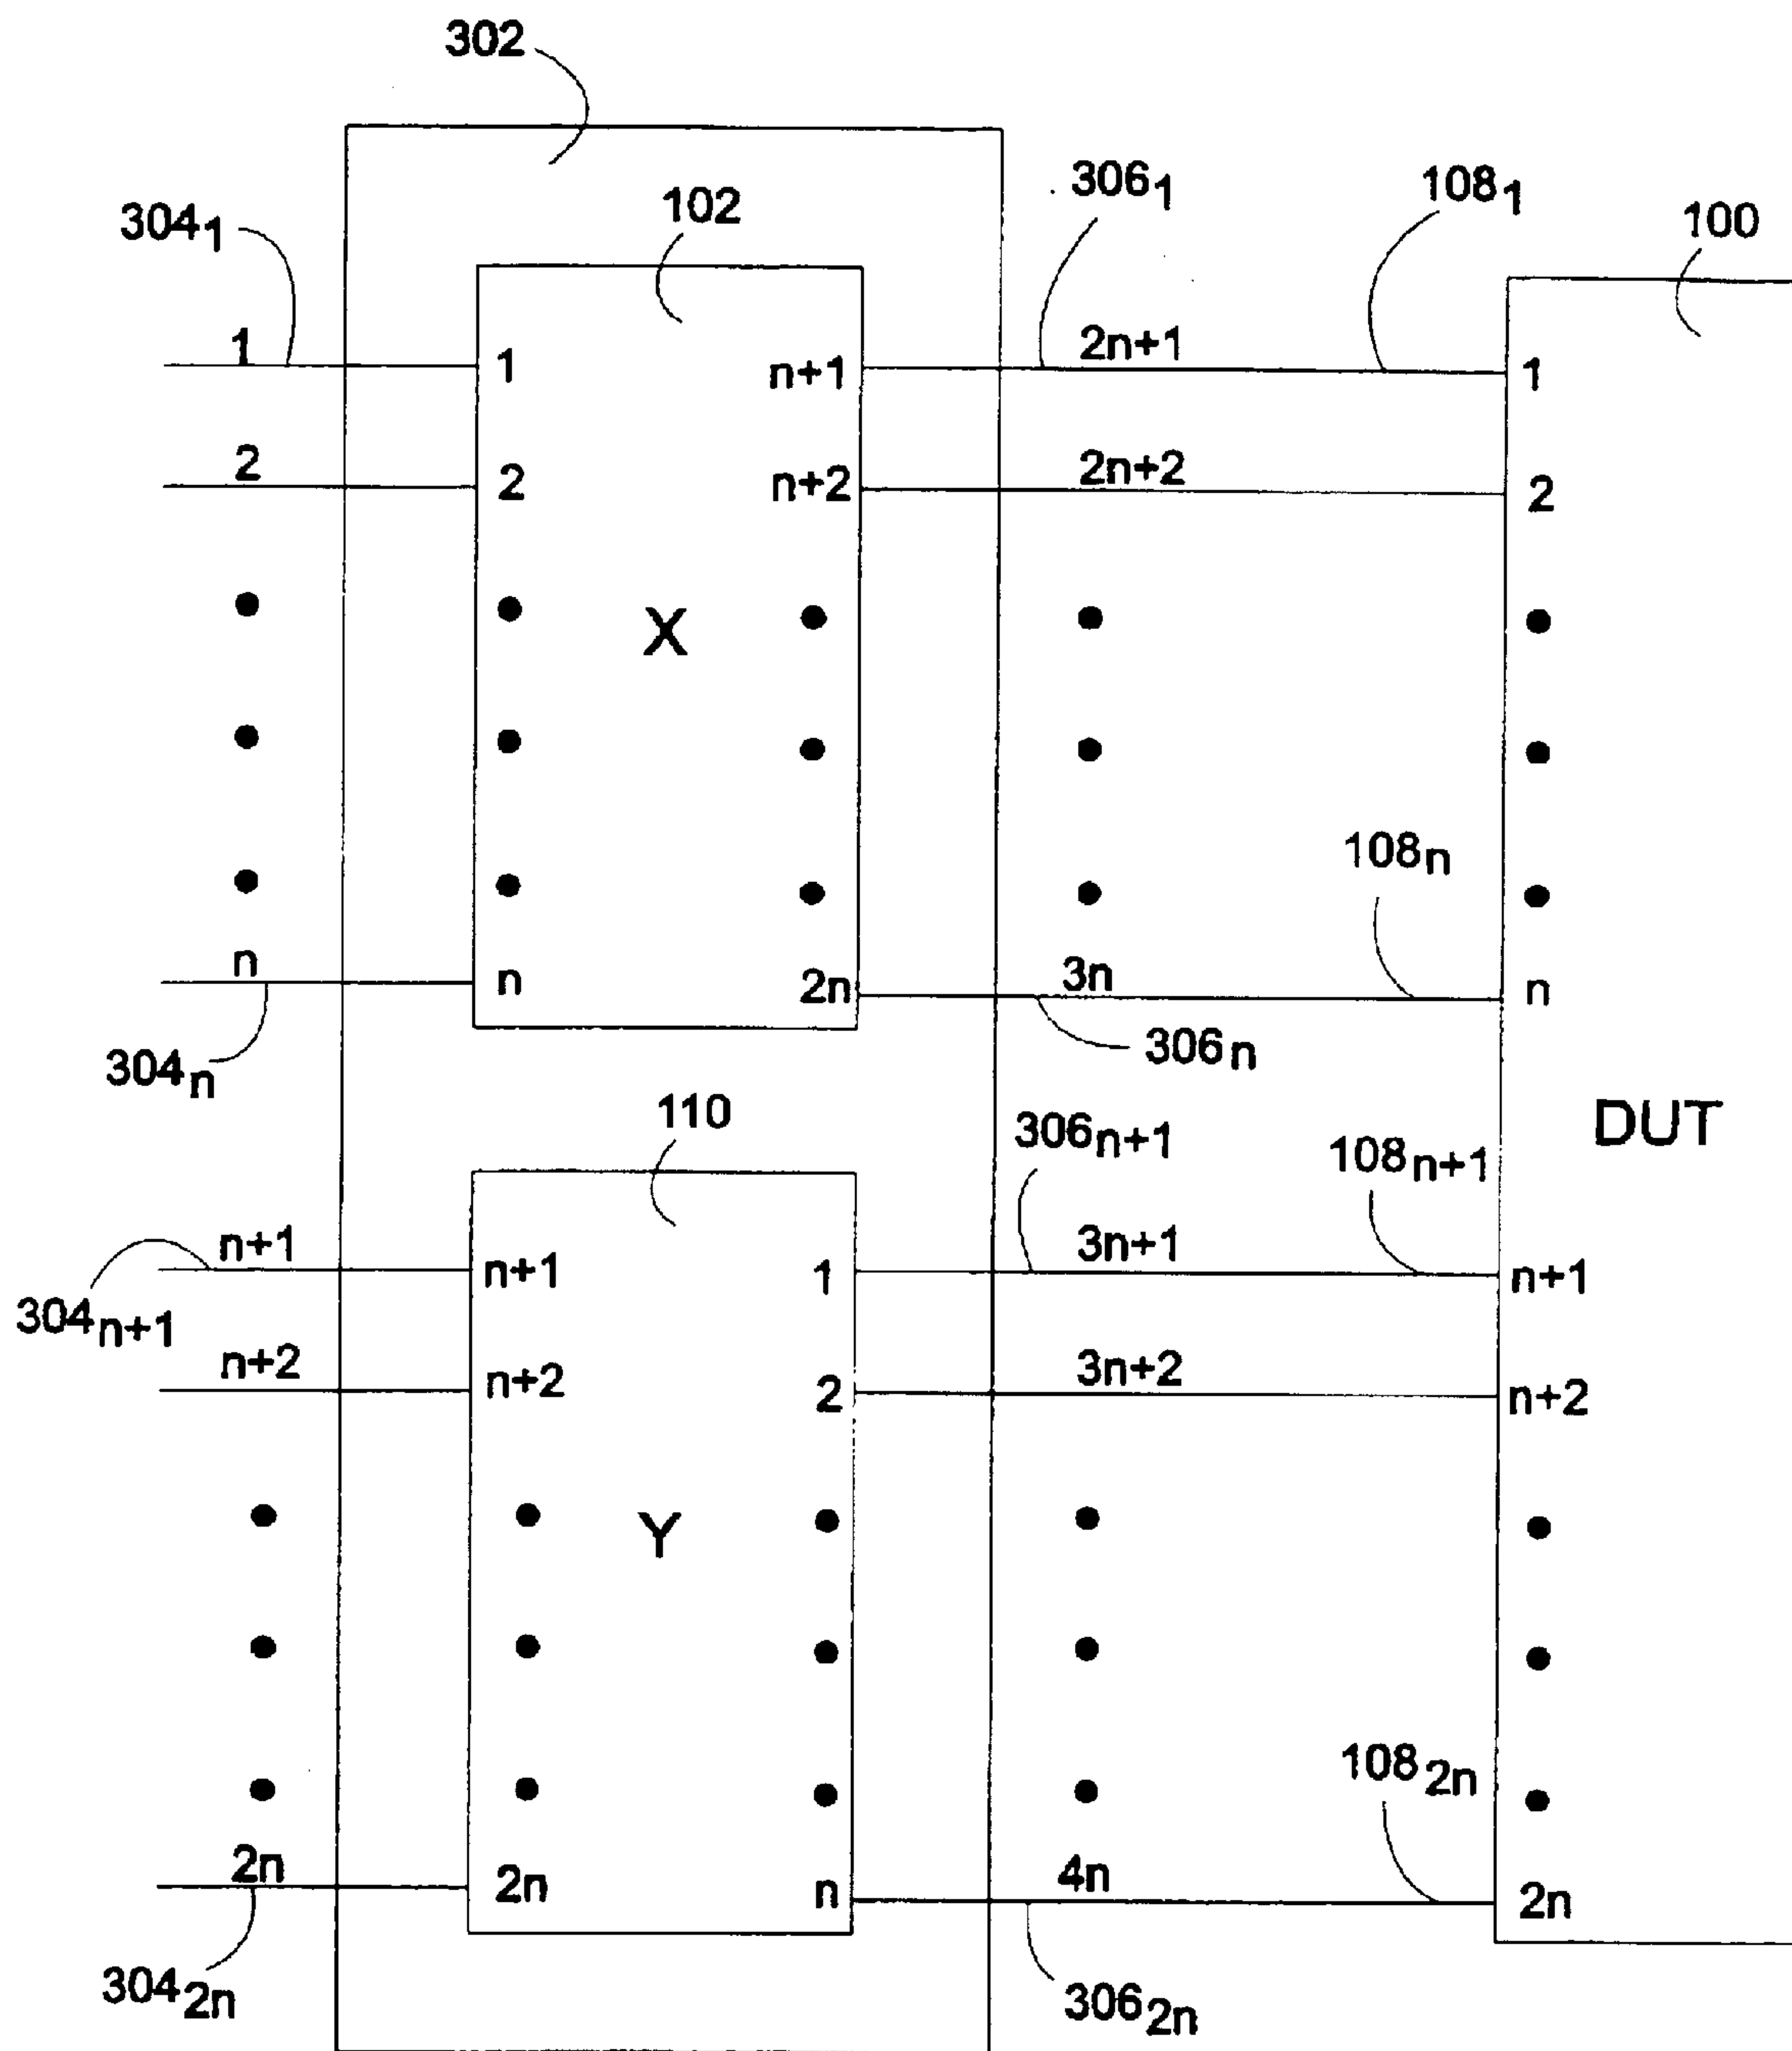 302
304₁
102
306₁
108₁
100
1
1
n+1
2n+1
1
2
2
n+2
2n+2
2
X
108ₙ
n
n
2n
3n
n
304ₙ
306ₙ
110
306ₙ₊₁
108ₙ₊₁
DUT
n+1
n+1
1
3n+1
n+1
304ₙ₊₁
n+2
n+2
2
3n+2
n+2
Y
108₂ₙ
2n
2n
n
4n
2n
304₂ₙ
306₂ₙ